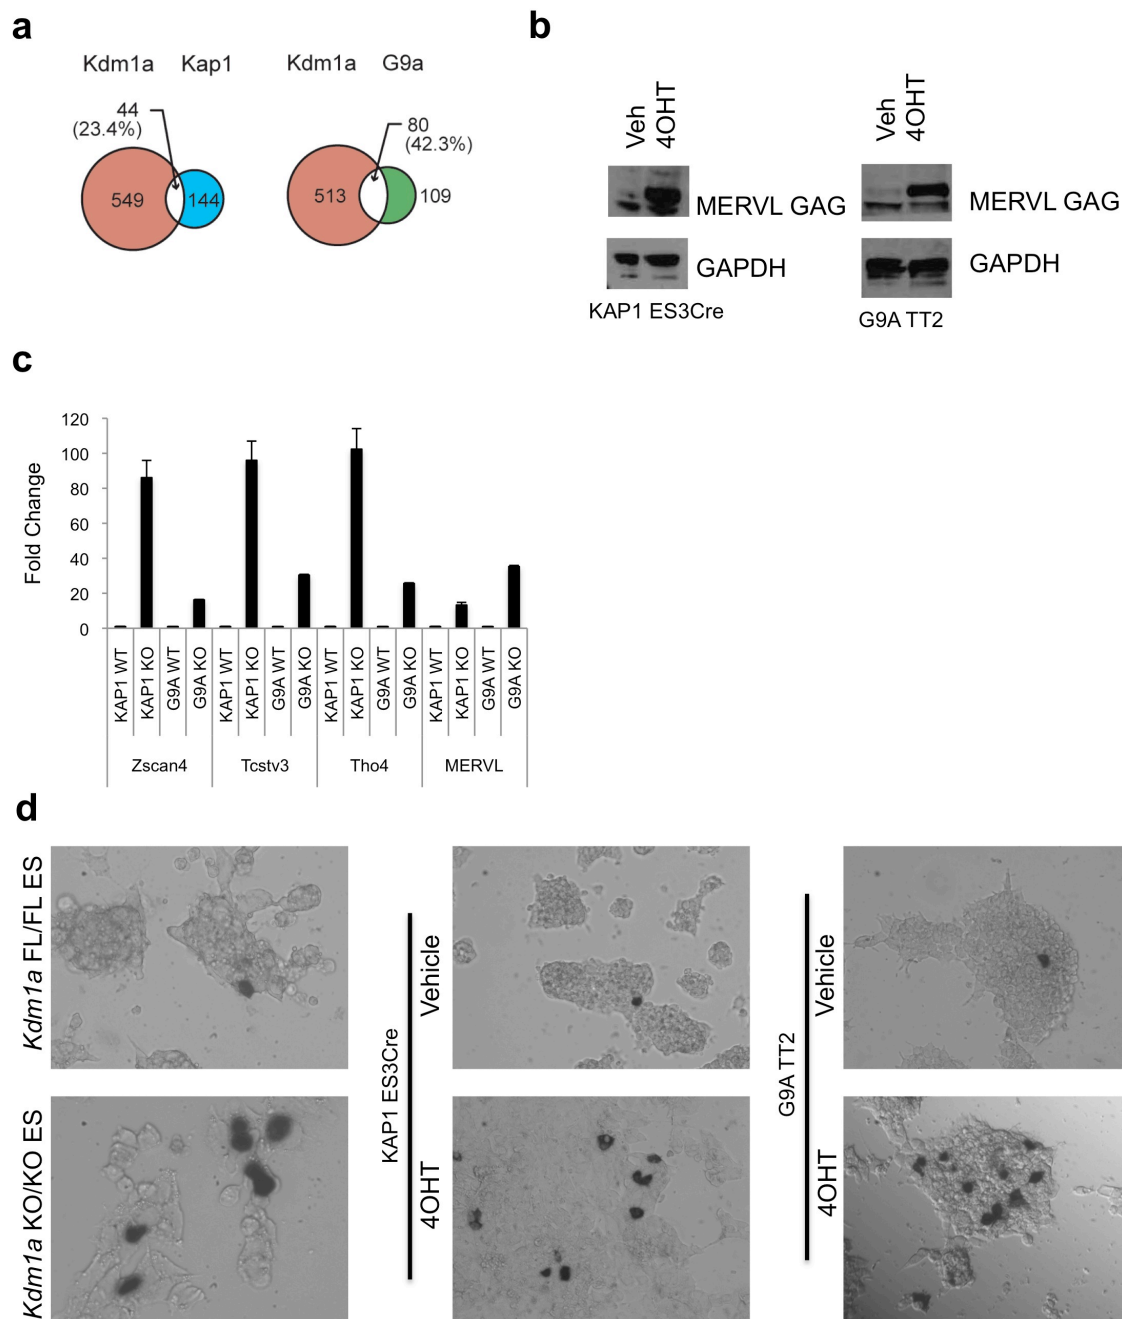 a
Kdm1a Kap1
44
(23.4%)
549
144
Kdm1a G9a
80
(42.3%)
513
109
b
Veh
4OHT
MERVL GAG
GAPDH
KAP1 ES3Cre
Veh
4OHT
MERVL GAG
GAPDH
G9A TT2
c
Fold Change
120
100
80
60
40
20
0
KAP1 WT
KAP1 KO
G9A WT
G9A KO
KAP1 WT
KAP1 KO
G9A WT
G9A KO
KAP1 WT
KAP1 KO
G9A WT
G9A KO
KAP1 WT
KAP1 KO
G9A WT
G9A KO
Zscan4
Tcstv3
Tho4
MERVL
d
Kdm1a FL/FL ES
Kdm1a KO/KO ES
KAP1 ES3Cre
Vehicle
4OHT
G9A TT2
Vehicle
4OHT